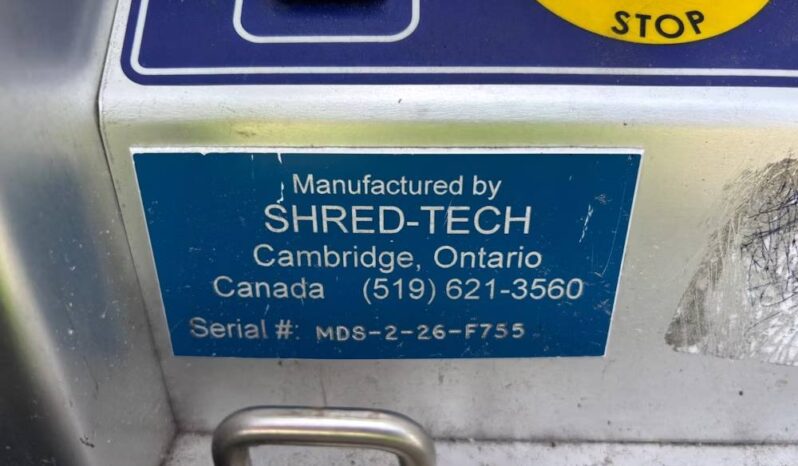 STOP
Manufactured by
SHRED-TECH
Cambridge, Ontario
Canada (519) 621-3560
Serial #: MDS-2-26-F755